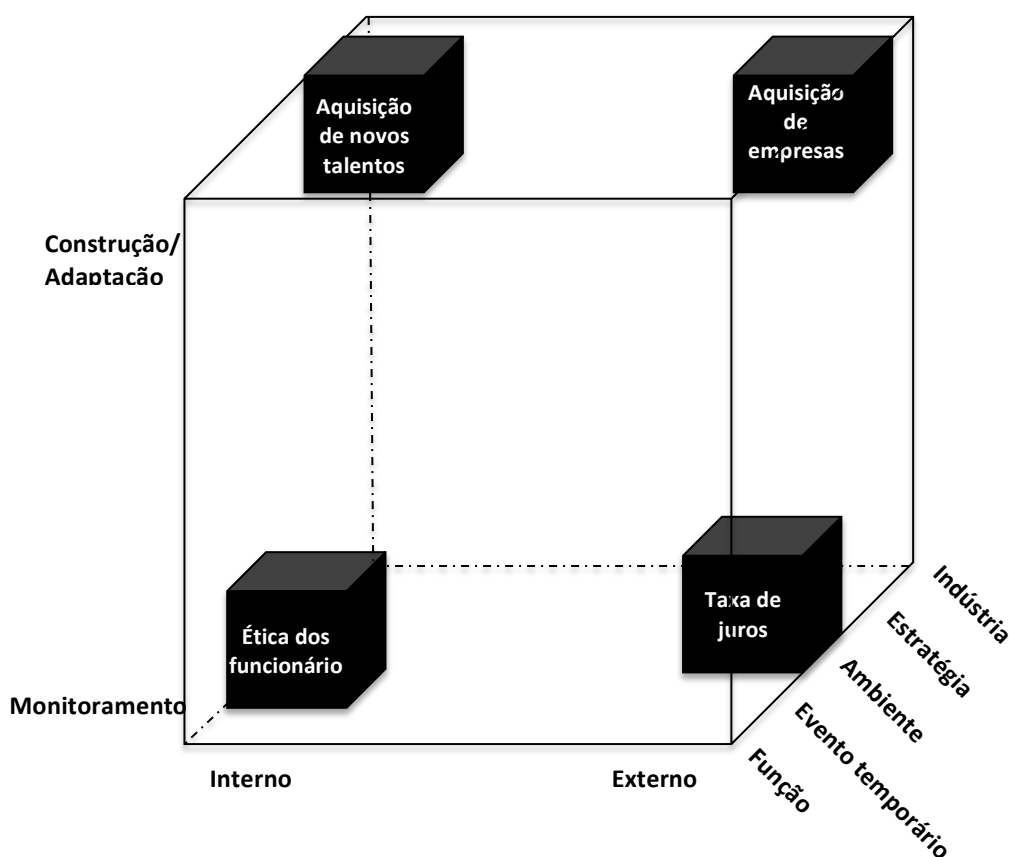 Aquisição
de novos
talentos
Aquisição
de
empresas
Construção/
Adaptação
Ética dos
funcionário
Taxa de
juros
Monitoramento
Interno
Externo
Indústria
Estratégia
Ambiente
Evento temporário
Função